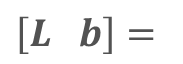 [L b] =